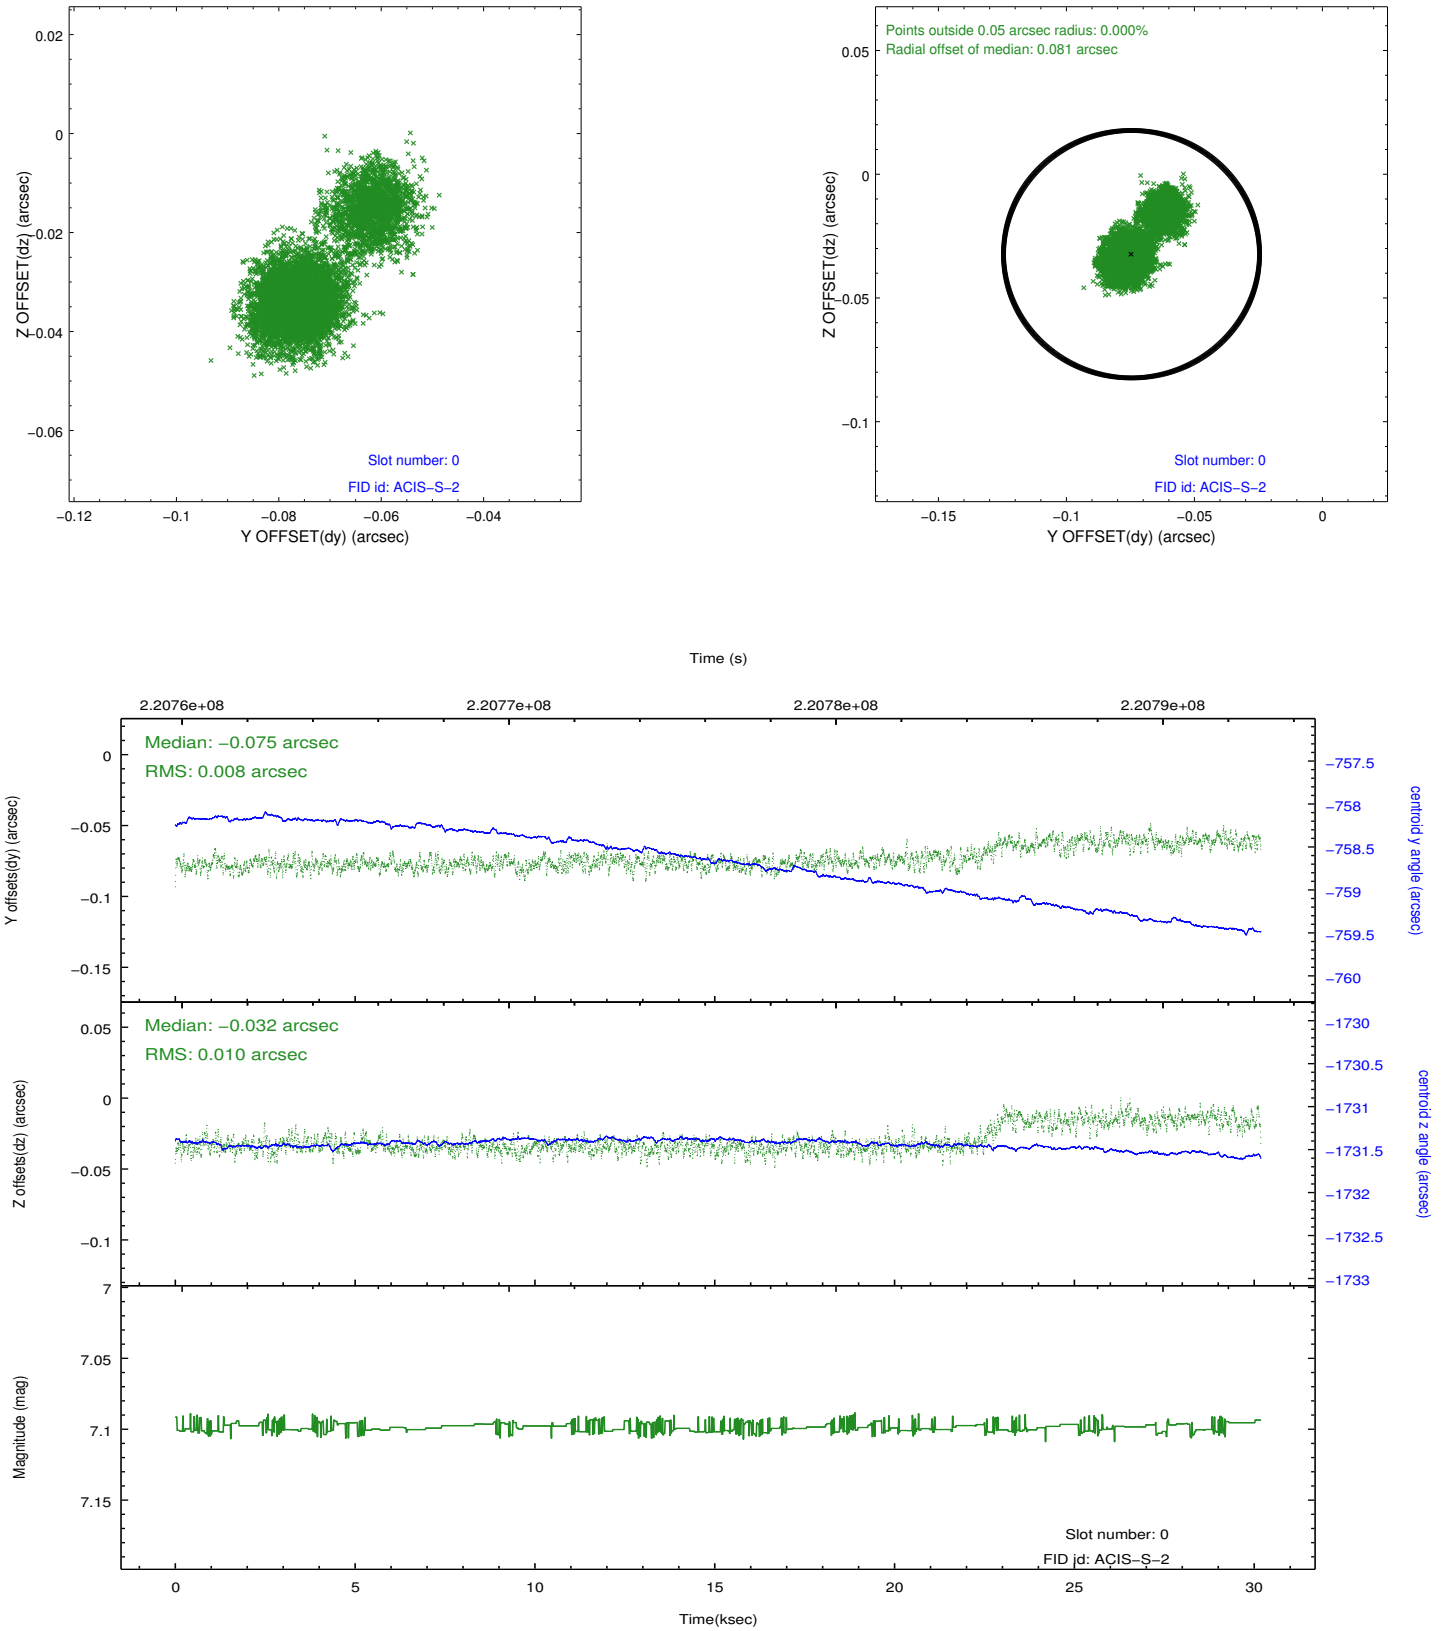 0.02
0
−0.02
−0.04
−0.06
Z OFFSET(dz) (arcsec)
Slot number: 0
FID id: ACIS−S−2
−0.12
−0.1
−0.08
−0.06
−0.04
Y OFFSET(dy) (arcsec)
Points outside 0.05 arcsec radius: 0.000%
Radial offset of median: 0.081 arcsec
0.05
0
−0.05
−0.1
Z OFFSET(dz) (arcsec)
Slot number: 0
FID id: ACIS−S−2
−0.15
−0.1
−0.05
0
Y OFFSET(dy) (arcsec)
Time (s)
2.2076e+08
2.2077e+08
2.2078e+08
2.2079e+08
Median: −0.075 arcsec
RMS: 0.008 arcsec
0
−0.05
−0.1
−0.15
Y offsets(dy) (arcsec)
−757.5
−758
−758.5
−759
−759.5
−760
centroid y angle (arcsec)
Median: −0.032 arcsec
RMS: 0.010 arcsec
0.05
0
−0.05
−0.1
Z offsets(dz) (arcsec)
−1730
−1730.5
−1731
−1731.5
−1732
−1732.5
−1733
centroid z angle (arcsec)
7
7.05
7.1
7.15
Magnitude (mag)
Slot number: 0
FID id: ACIS−S−2
0
5
10
15
20
25
30
Time(ksec)